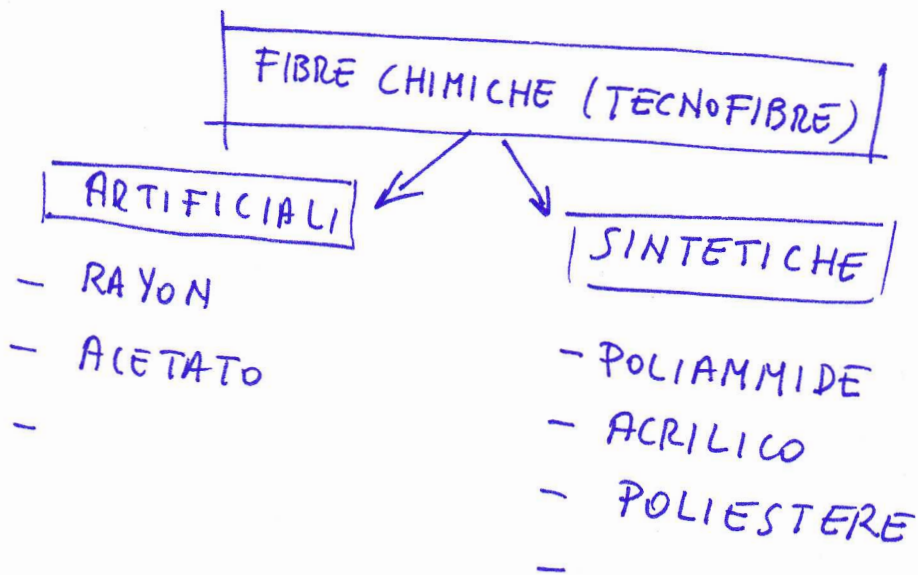 FIBRE CHIMICHE (TECNOFIBRE)
ARTIFICIALI
- RAYON
- ACETATO
-
SINTETICHE
- POLIAMMIDE
- ACRILICO
- POLIESTERE
-